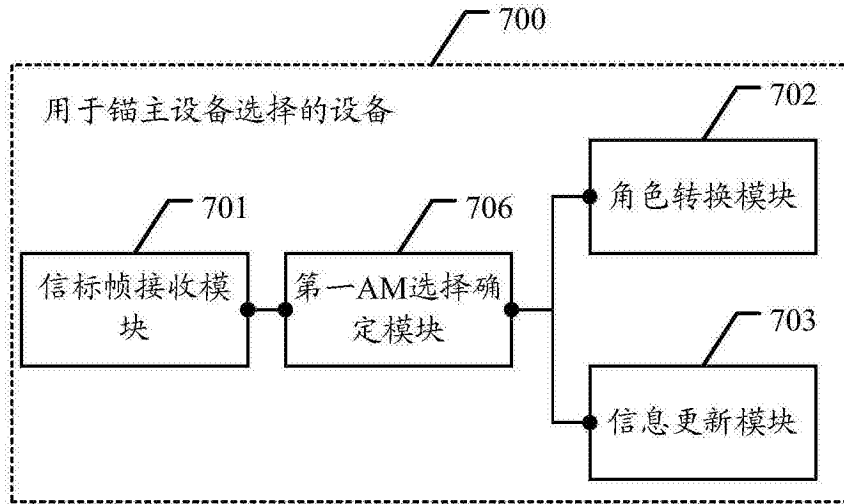 700
用于锚主设备选择的设备
702
角色转换模块
701
信标帧接收模
块
706
第一AM选择确
定模块
703
信息更新模块